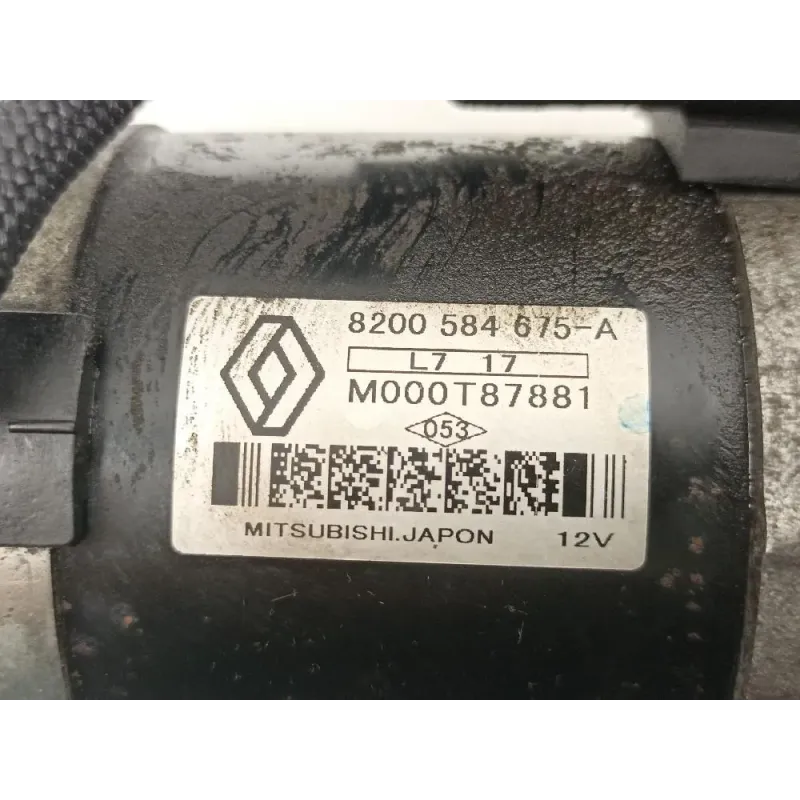 8200 584 675-A
L7 17
M000T87881
053
MITSUBISHI.JAPON 12V